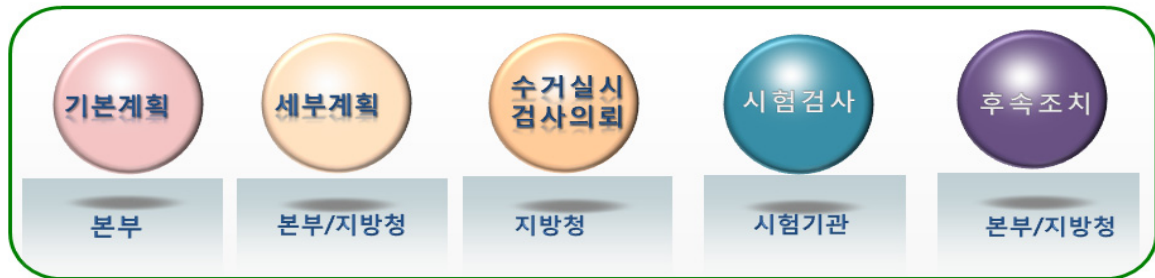 기본계획
세부계획
수거실시
검사의뢰
시험검사
후속조치
본부
본부/지방청
지방청
시험기관
본부/지방청